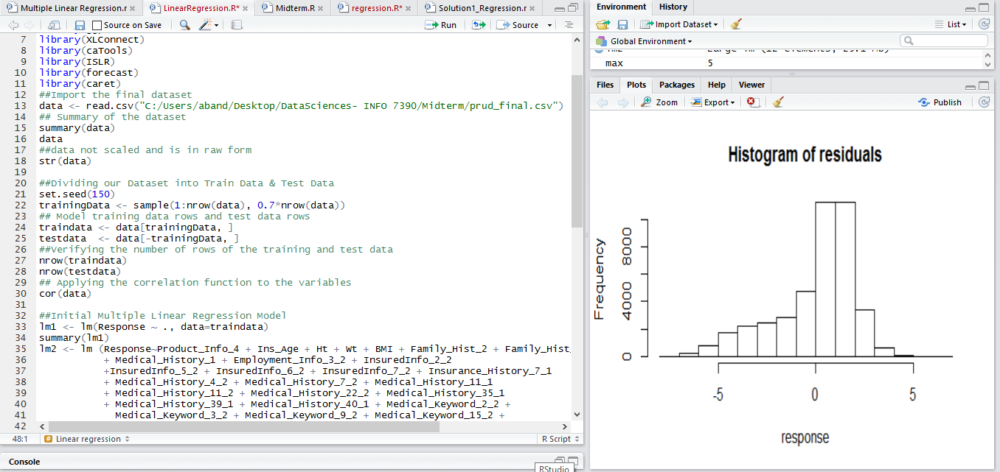 Multiple Linear Regression.r
LinearRegression.R*
Midterm.R
regression.R*
Solution1_Regression.r
Source on Save
Run
Source
7 library(XLConnect)
8 library(caTools)
9 library(ISLR)
10 library(forecast)
11 library(caret)
12 ##Import the final dataset
13 data <- read.csv("C:/Users/aband/Desktop/DataSciences- INFO 7390/Midterm/prud_final.csv")
14 ## Summary of the dataset
15 summary(data)
16 data
17 ##data not scaled and is in raw form
18 str(data)
19
20 ##Dividing our Dataset into Train Data & Test Data
21 set.seed(150)
22 trainingData <- sample(1:nrow(data), 0.7*nrow(data))
23 ## Model training data rows and test data rows
24 traindata <- data[trainingData, ]
25 testdata  <- data[-trainingData, ]
26 ##Verifying the number of rows of the training and test data
27 nrow(traindata)
28 nrow(testdata)
29 ## Applying the correlation function to the variables
30 cor(data)
31
32 ##Initial Multiple Linear Regression Model
33 lm1 <- lm(Response ~ ., data=traindata)
34 summary(lm1)
35 lm2 <- lm (Response~Product_Info_4 + Ins_Age + Ht + Wt + BMI + Family_Hist_2 + Family_Hist_
36 + Medical_History_1 + Employment_Info_3_2 + InsuredInfo_2_2
37 +InsuredInfo_5_2 + InsuredInfo_6_2 + InsuredInfo_7_2 + Insurance_History_7_1
38 + Medical_History_4_2 + Medical_History_7_2 + Medical_History_11_1
39 + Medical_History_11_2 + Medical_History_22_2 + Medical_History_35_1
40 + Medical_History_39_1 + Medical_History_40_1 + Medical_Keyword_2_2 +
41 Medical_Keyword_3_2 + Medical_Keyword_9_2 + Medical_Keyword_15_2 +
42
48:1
Linear regression
R Script
Console
RStudio
Environment
History
Import Dataset
List
Global Environment
max 5
Files
Plots
Packages
Help
Viewer
Zoom
Export
Publish
Histogram of residuals
Frequency
8000
4000
0
-5 0 5
response